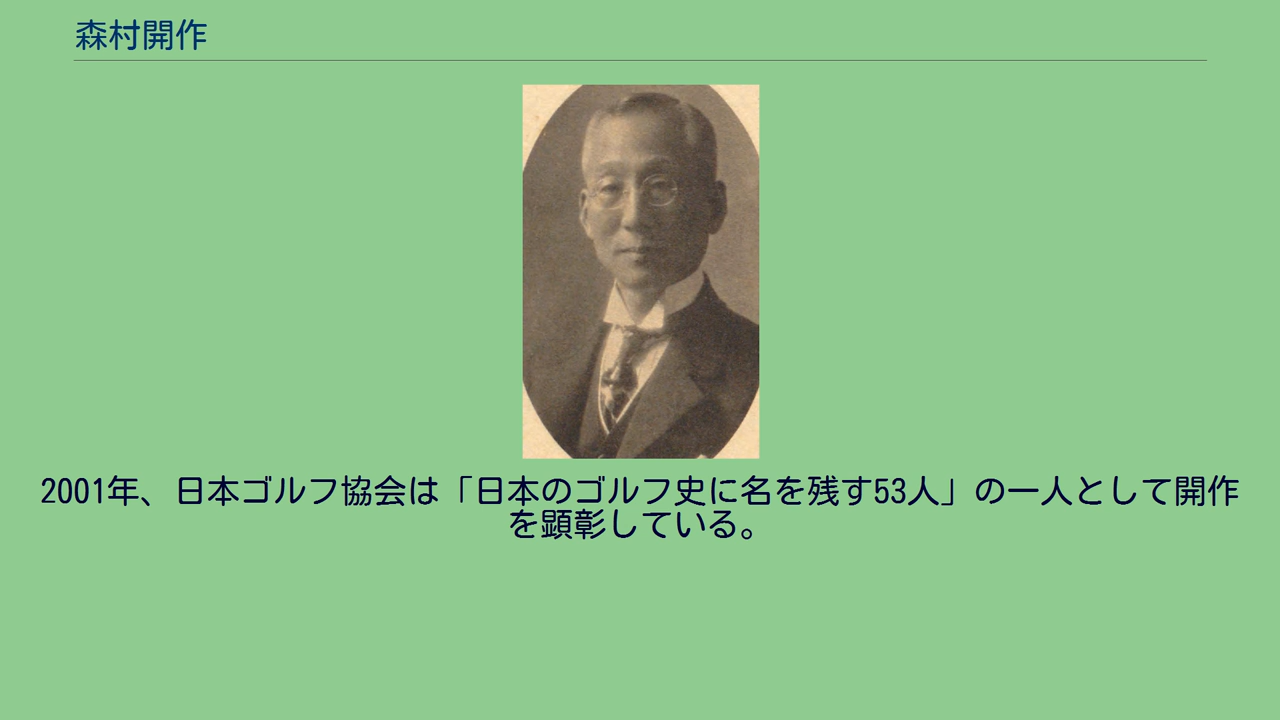 森村開作
2001年、日本ゴルフ協会は「日本のゴルフ史に名を残す53人」の一人として開作
を顕彰している。